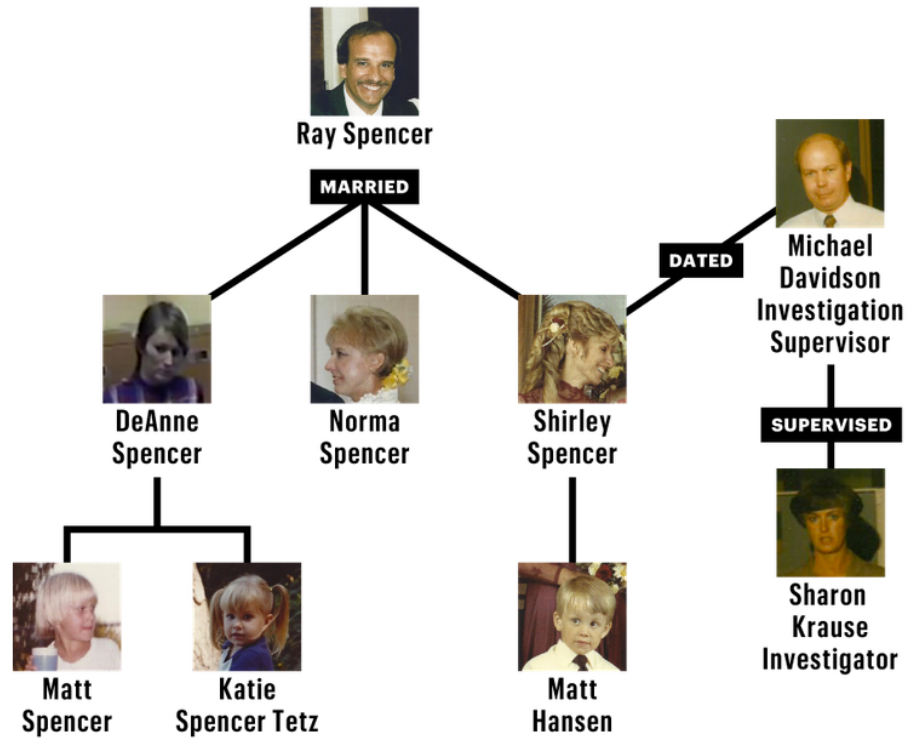 Ray Spencer
MARRIED
Michael
Davidson
Investigation
Supervisor
DATED
DeAnne
Spencer
Norma
Spencer
Shirley
Spencer
SUPERVISED
Sharon
Krause
Investigator
Matt
Spencer
Katie
Spencer Tetz
Matt
Hansen